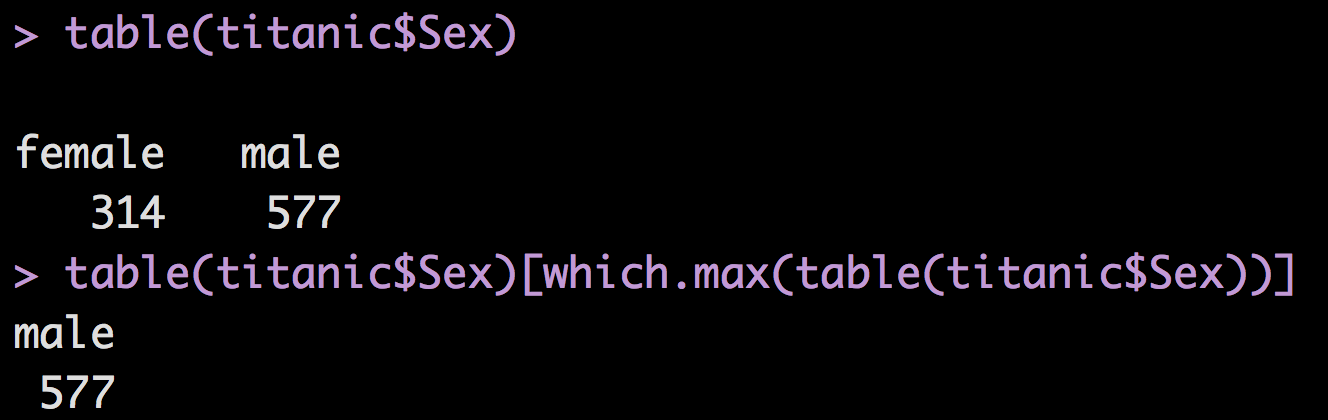 > table(titanic$Sex)
female   male
   314    577
> table(titanic$Sex)[which.max(table(titanic$Sex))]
male
 577